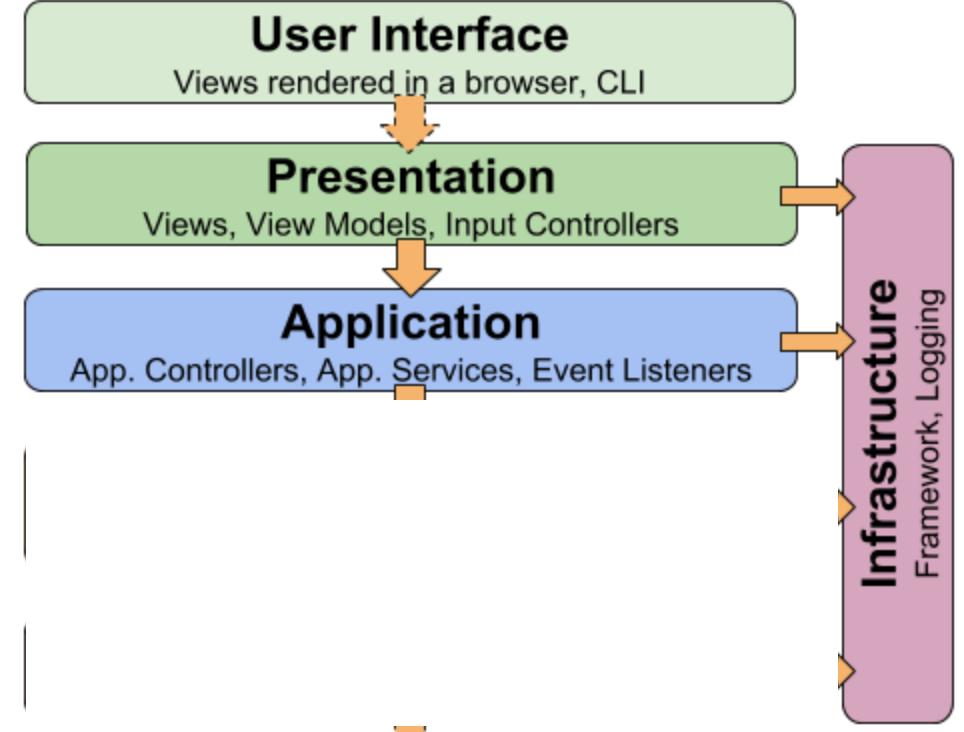 User Interface
Views rendered in a browser, CLI
Presentation
Views, View Models, Input Controllers
Application
App. Controllers, App. Services, Event Listeners
Infrastructure
Framework, Logging